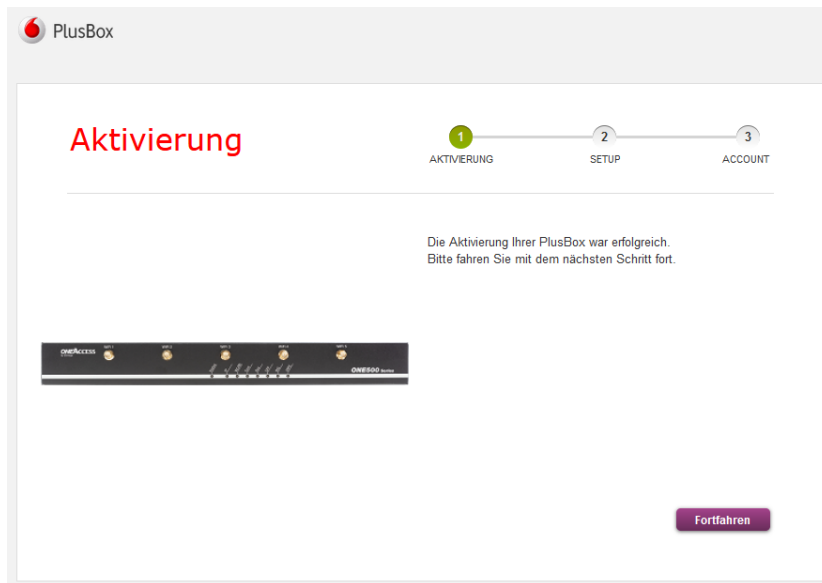 PlusBox
Aktivierung
1
2
3
AKTIVIERUNG
SETUP
ACCOUNT
Die Aktivierung Ihrer PlusBox war erfolgreich.
Bitte fahren Sie mit dem nächsten Schritt fort.
ONEACCESS
ONE500
Fortfahren